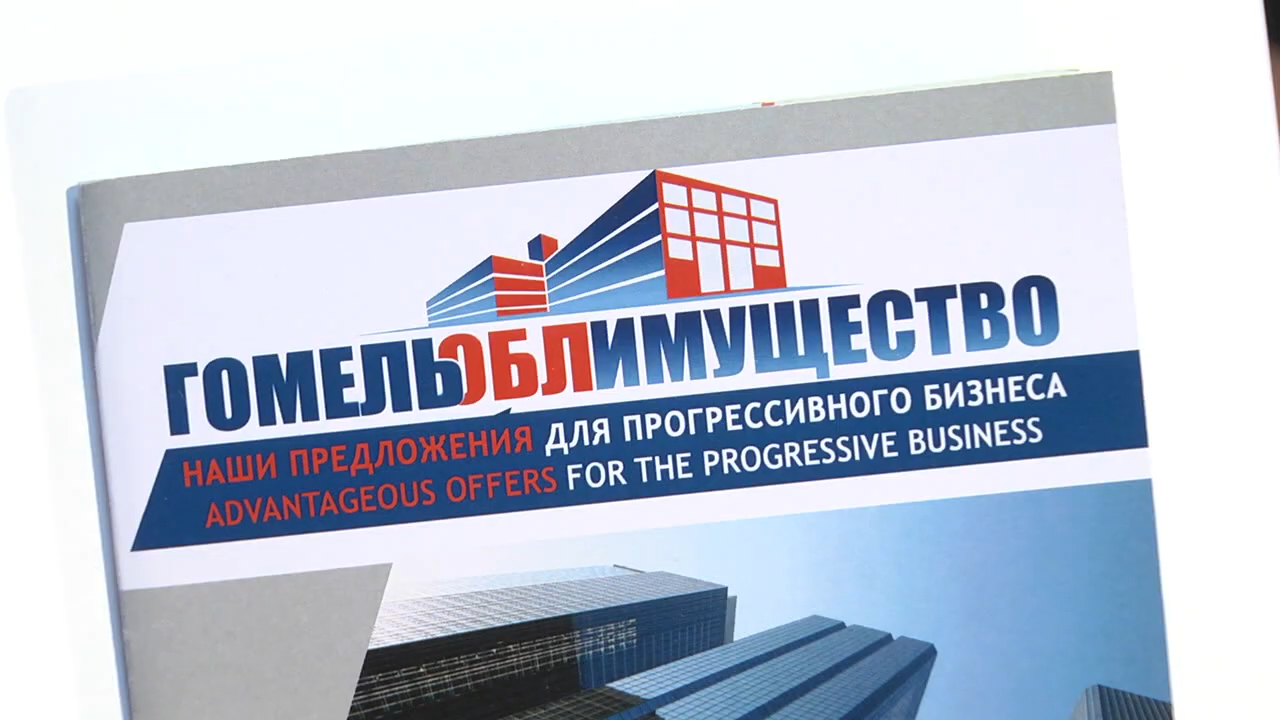 ГОМЕЛЬОБЛИМУЩЕСТВО
НАШИ ПРЕДЛОЖЕНИЯ ДЛЯ ПРОГРЕССИВНОГО БИЗНЕСА
ADVANTAGEOUS OFFERS FOR THE PROGRESSIVE BUSINESS